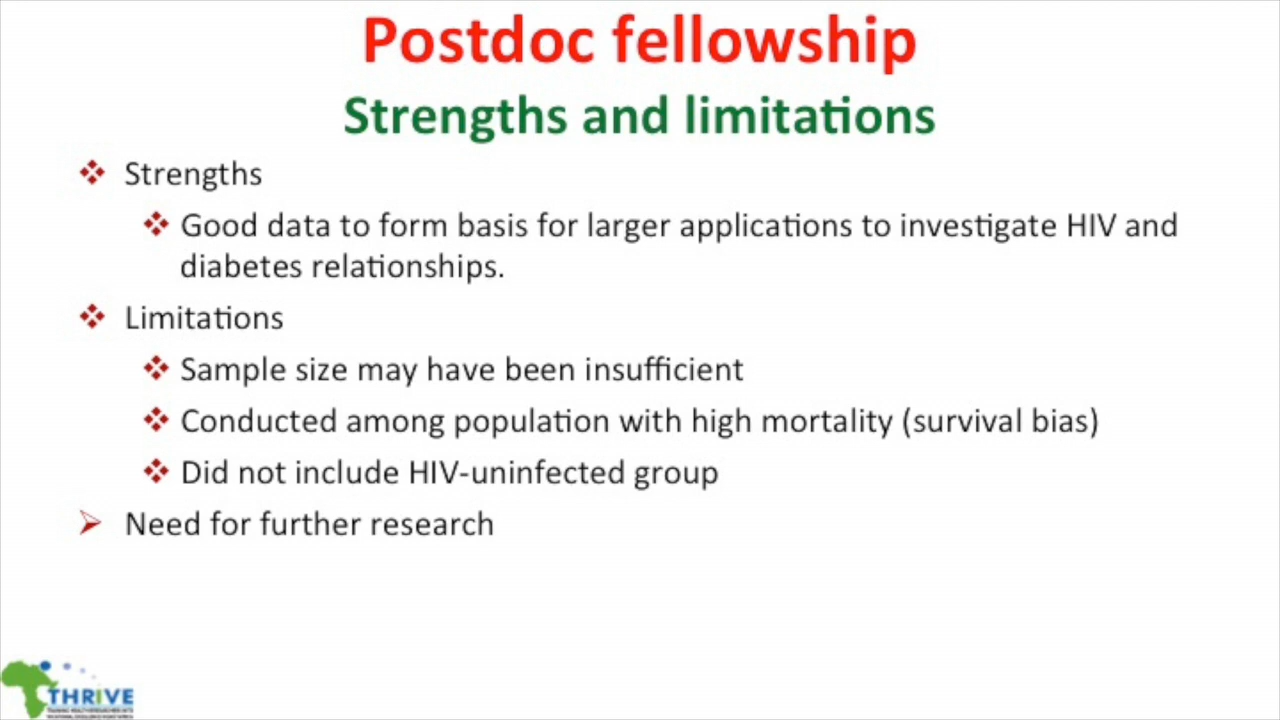 Postdoc fellowship
Strengths and limitations
Strengths
Good data to form basis for larger applications to investigate HIV and
diabetes relationships.
Limitations
Sample size may have been insufficient
Conducted among population with high mortality (survival bias)
Did not include HIV-uninfected group
Need for further research
THRiVE